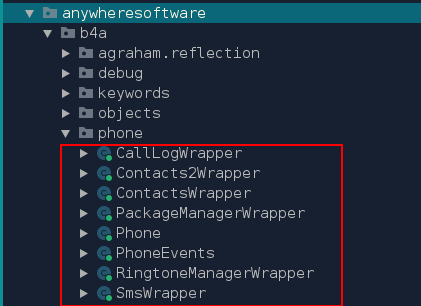 anywheresoftware
b4a
agraham.reflection
debug
keywords
objects
phone
CallLogWrapper
Contacts2Wrapper
ContactsWrapper
PackageManagerWrapper
Phone
PhoneEvents
RingtoneManagerWrapper
SmsWrapper